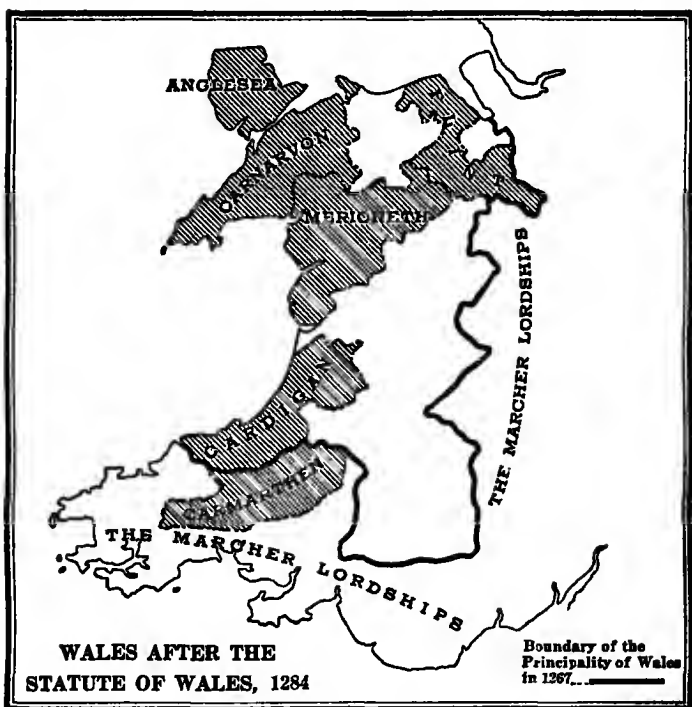 ANGLESEA
CARNARVON
FLINT
MERIONETH
THE MARCHER LORDSHIPS
CARDIGAN
CARMARTHEN
THE MARCHER LORDSHIPS
WALES AFTER THE
STATUTE OF WALES, 1284
Boundary of the
Principality of Wales
in 1267...